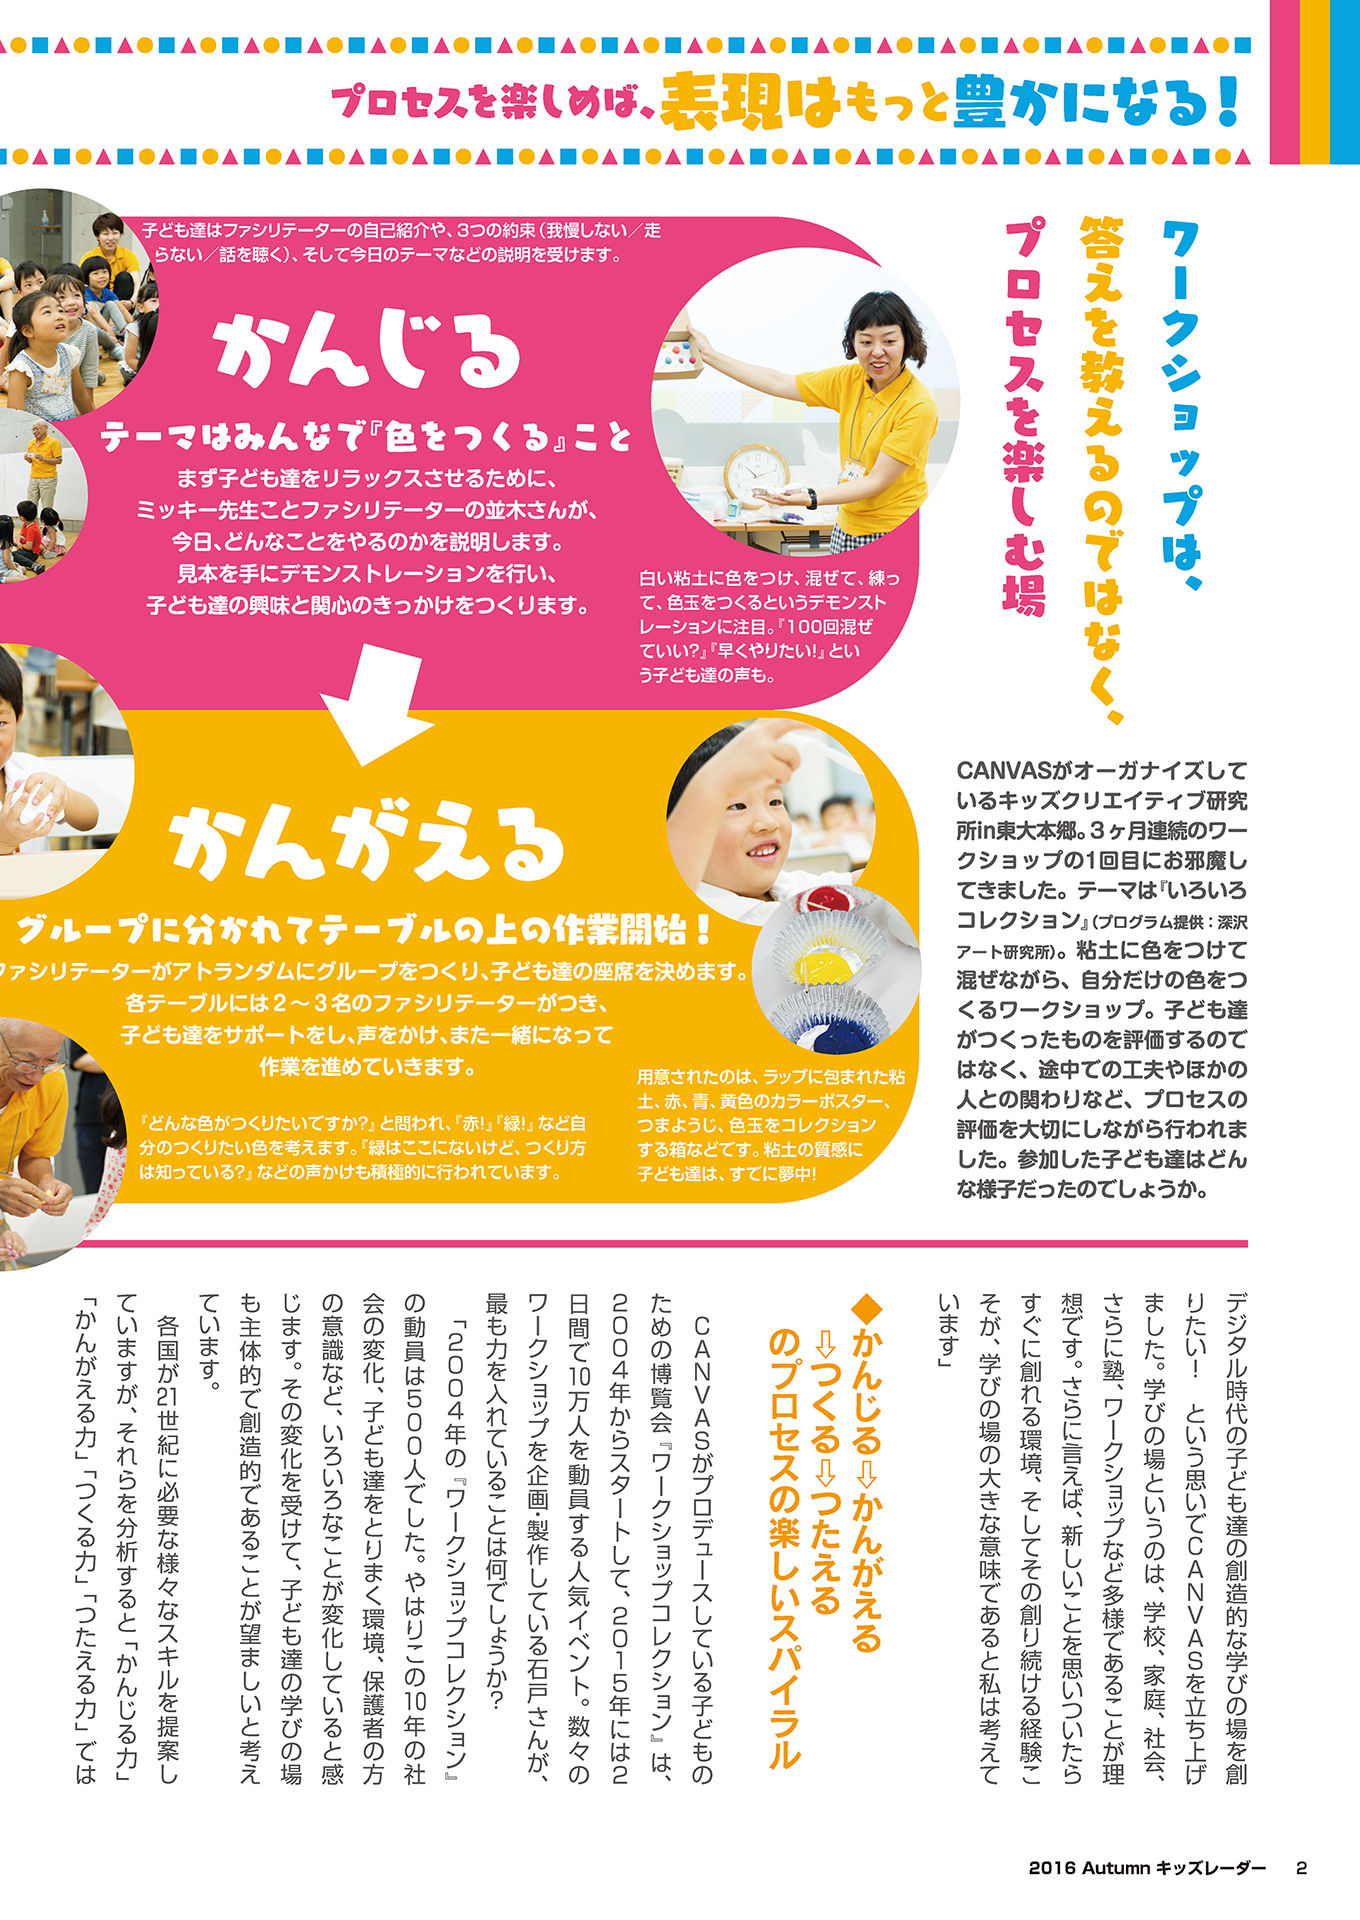 プロセスを楽しめば、表現はもっと豊かになる！
ワークショップは、
答えを教えるのではなく、
プロセスを楽しむ場
CANVASがオーガナイズして
いるキッズクリエイティブ研究
所in東大本郷。3ヶ月連続のワー
クショップの1回目にお邪魔し
てきました。テーマは『いろいろ
コレクション』（プログラム提供：深沢
アート研究所）。粘土に色をつけて
混ぜながら、自分だけの色をつ
くるワークショップ。子ども達
がつくったものを評価するので
はなく、途中での工夫やほかの
人との関わりなど、プロセスの
評価を大切にしながら行われま
した。参加した子ども達はどん
な様子だったのでしょうか。
子ども達はファシリテーターの自己紹介や、3つの約束（我慢しない／走
らない／話を聴く）、そして今日のテーマなどの説明を受けます。
かんじる
テーマはみんなで『色をつくる』こと
まず子ども達をリラックスさせるために、
ミッキー先生ことファシリテーターの並木さんが、
今日、どんなことをやるのかを説明します。
見本を手にデモンストレーションを行い、
子ども達の興味と関心のきっかけをつくります。
白い粘土に色をつけ、混ぜて、練っ
て、色玉をつくるというデモンスト
レーションに注目。『100回混ぜ
ていい?』『早くやりたい!』とい
う子ども達の声も。
かんがえる
グループに分かれてテーブルの上の作業開始！
ファシリテーターがアトランダムにグループをつくり、子ども達の座席を決めます。
各テーブルには2〜3名のファシリテーターがつき、
子ども達をサポートをし、声をかけ、また一緒になって
作業を進めていきます。
『どんな色がつくりたいですか?』と問われ、『赤!』『緑!』など自
分のつくりたい色を考えます。『緑はここにないけど、つくり方
は知っている?』などの声かけも積極的に行われています。
用意されたのは、ラップに包まれた粘
土、赤、青、黄色のカラーポスター、
つまようじ、色玉をコレクション
する箱などです。粘土の質感に
子ども達は、すでに夢中!
デジタル時代の子ども達の創造的な学びの場を創
りたい！　という思いでCANVASを立ち上げ
ました。学びの場というのは、学校、家庭、社会、
さらに塾、ワークショップなど多様であることが理
想です。さらに言えば、新しいことを思いついたら
すぐに創れる環境、そしてその創り続ける経験こ
そが、学びの場の大きな意味であると私は考えて
います」
◆かんじる⇨かんがえる
⇨つくる⇨つたえる
のプロセスの楽しいスパイラル
CANVASがプロデュースしている子どもの
ための博覧会『ワークショップコレクション』は、
2004年からスタートして、2015年には2
日間で10万人を動員する人気イベント。数々の
ワークショップを企画・製作している石戸さんが、
最も力を入れていることは何でしょうか？
「2004年の『ワークショップコレクション』
の動員は500人でした。やはりこの10年の社
会の変化、子ども達をとりまく環境、保護者の方
の意識など、いろいろなことが変化していると感
じます。その変化を受けて、子ども達の学びの場
も主体的で創造的であることが望ましいと考え
ています。
各国が21世紀に必要な様々なスキルを提案し
ていますが、それらを分析すると「かんじる力」
「かんがえる力」「つくる力」「つたえる力」では
2016 Autumn キッズレーダー　2